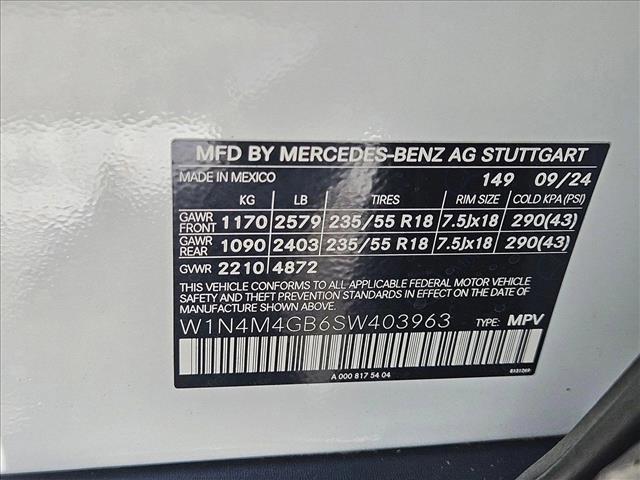 MFD BY MERCEDES-BENZ AG STUTTGART
MADE IN MEXICO 149 09/24
KG LB TIRES RIM SIZE COLD KPA (PSI)
GAWR FRONT 1170 2579 235/55 R18 7.5Jx18 290(43)
GAWR REAR 1090 2403 235/55 R18 7.5Jx18 290(43)
GVWR 2210 4872
THIS VEHICLE CONFORMS TO ALL APPLICABLE FEDERAL MOTOR VEHICLE
SAFETY AND THEFT PREVENTION STANDARDS IN EFFECT ON THE DATE OF
MANUFACTURE SHOWN ABOVE.
W1N4M4GB6SW403963 TYPE: MPV
A 000 817 54 04